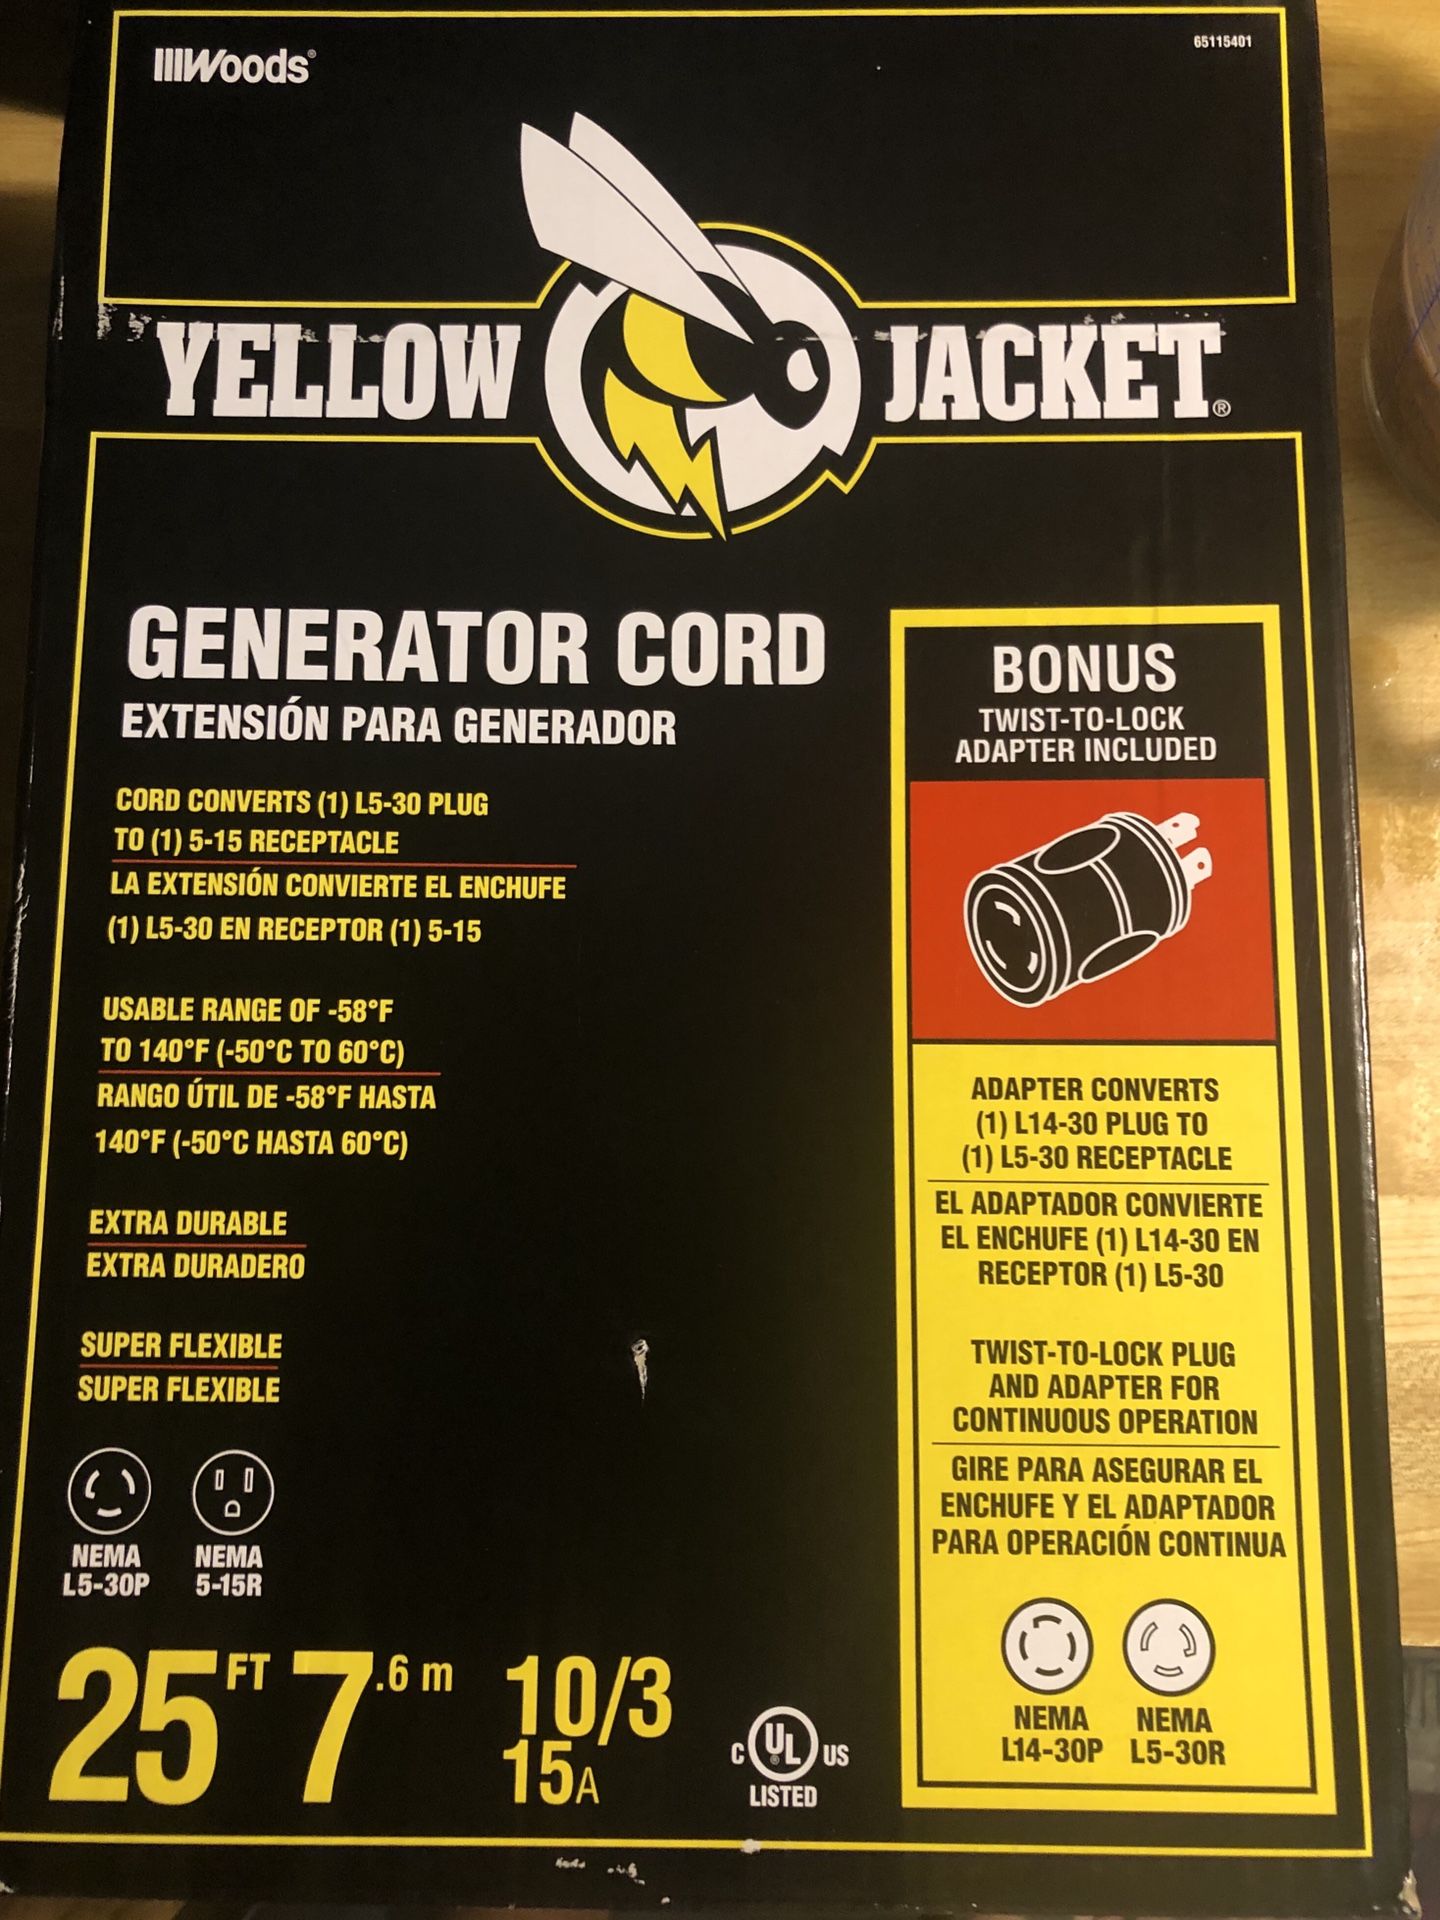 Woods®
65115401
YELLOW JACKET®
GENERATOR CORD
EXTENSIÓN PARA GENERADOR
CORD CONVERTS (1) L5-30 PLUG
TO (1) 5-15 RECEPTACLE
LA EXTENSIÓN CONVIERTE EL ENCHUFE
(1) L5-30 EN RECEPTOR (1) 5-15
USABLE RANGE OF -58°F
TO 140°F (-50°C TO 60°C)
RANGO ÚTIL DE -58°F HASTA
140°F (-50°C HASTA 60°C)
EXTRA DURABLE
EXTRA DURADERO
SUPER FLEXIBLE
SUPER FLEXIBLE
NEMA
L5-30P
NEMA
5-15R
25 FT 7.6 m
10/3
15A
C UL® US
LISTED
BONUS
TWIST-TO-LOCK
ADAPTER INCLUDED
ADAPTER CONVERTS
(1) L14-30 PLUG TO
(1) L5-30 RECEPTACLE
EL ADAPTADOR CONVIERTE
EL ENCHUFE (1) L14-30 EN
RECEPTOR (1) L5-30
TWIST-TO-LOCK PLUG
AND ADAPTER FOR
CONTINUOUS OPERATION
GIRE PARA ASEGURAR EL
ENCHUFE Y EL ADAPTADOR
PARA OPERACIÓN CONTINUA
NEMA
L14-30P
NEMA
L5-30R